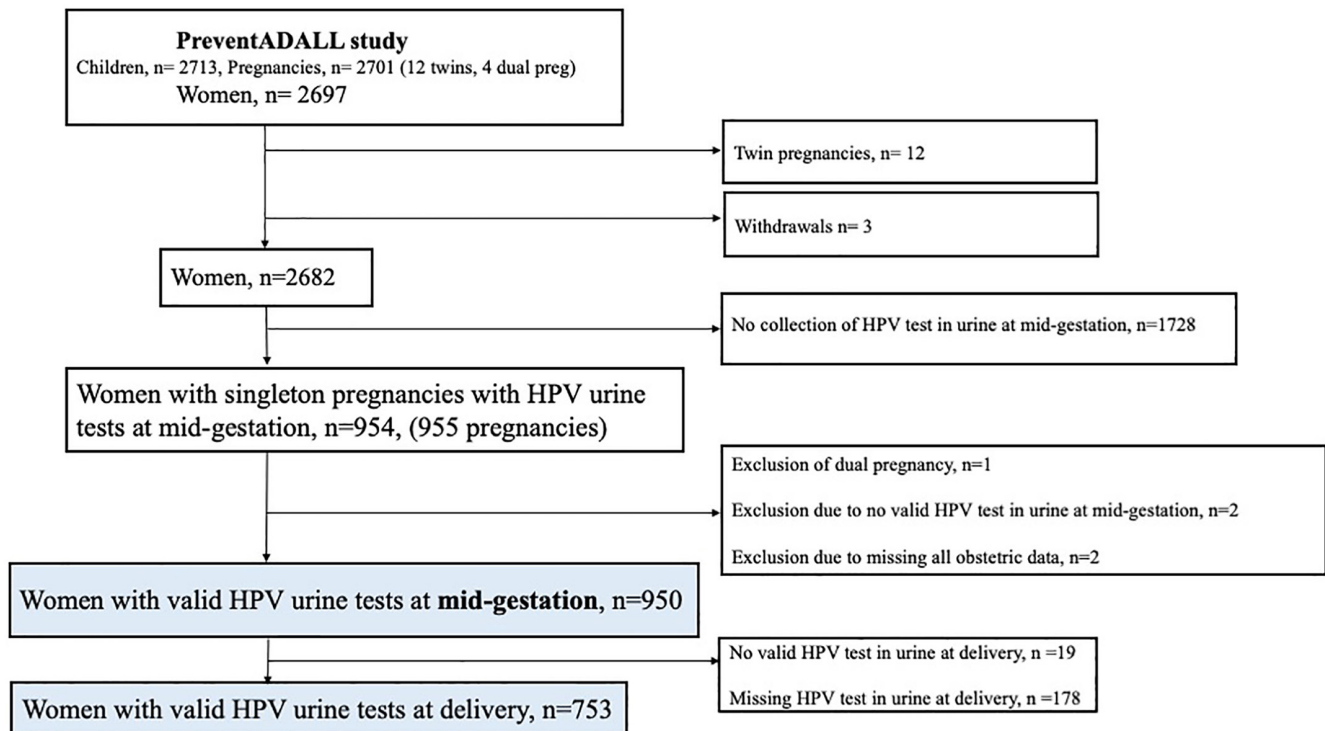 PreventADALL study
Children, n= 2713, Pregnancies, n= 2701 (12 twins, 4 dual preg)
Women, n= 2697
Twin pregnancies, n= 12
Withdrawals n= 3
Women, n=2682
No collection of HPV test in urine at mid-gestation, n=1728
Women with singleton pregnancies with HPV urine
tests at mid-gestation, n=954, (955 pregnancies)
Exclusion of dual pregnancy, n=1
Exclusion due to no valid HPV test in urine at mid-gestation, n=2
Exclusion due to missing all obstetric data, n=2
Women with valid HPV urine tests at mid-gestation, n=950
No valid HPV test in urine at delivery, n =19
Missing HPV test in urine at delivery, n =178
Women with valid HPV urine tests at delivery, n=753